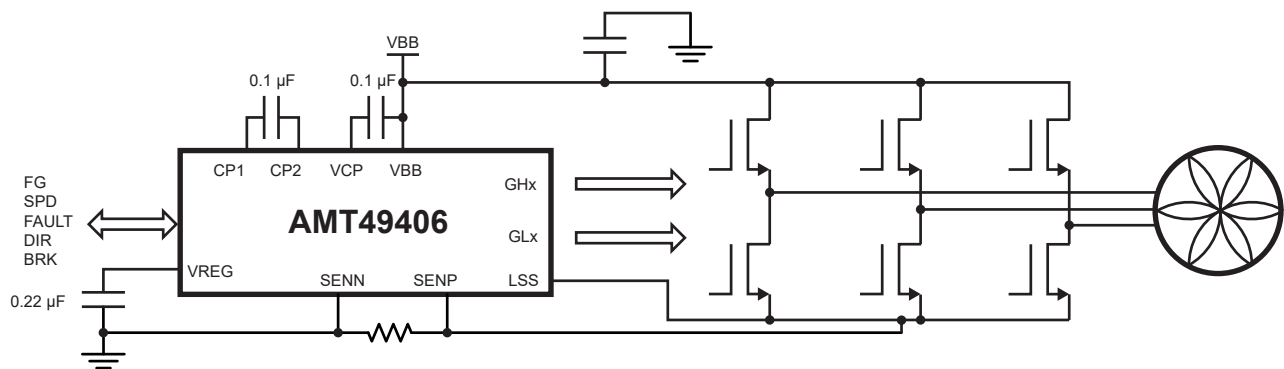 VBB
0.1 µF
0.1 µF
CP1
CP2
VCP
VBB
GHx
FG
SPD
FAULT
DIR
BRK
AMT49406
GLx
VREG
SENN
SENP
LSS
0.22 µF